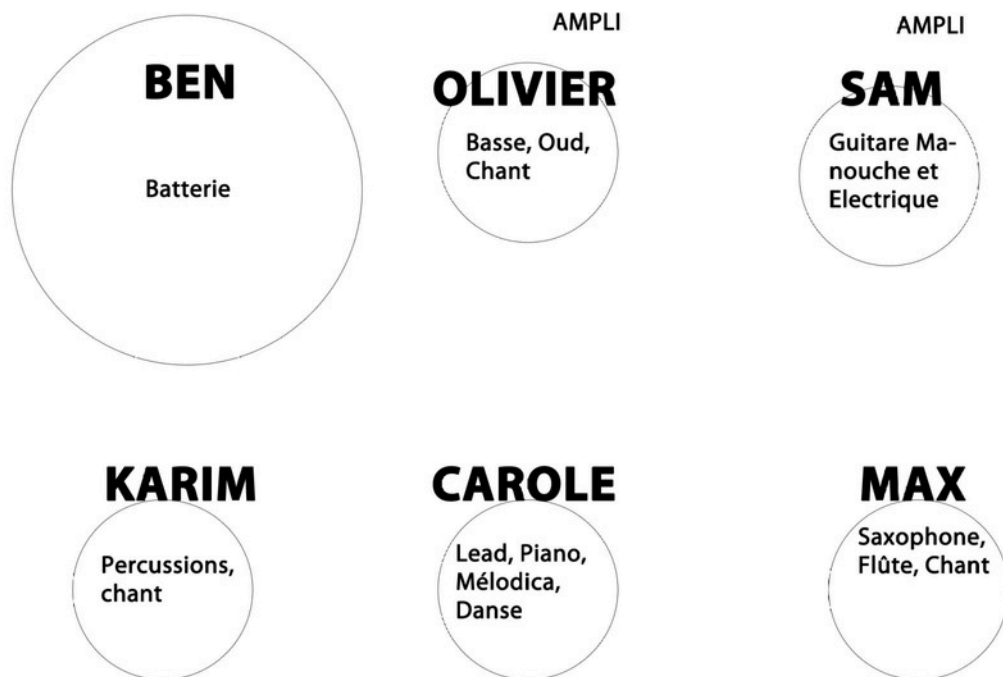 BEN
Batterie
AMPLI
OLIVIER
Basse, Oud,
Chant
AMPLI
SAM
Guitare Ma-
nouche et
Electrique
KARIM
Percussions,
chant
CAROLE
Lead, Piano,
Mélodica,
Danse
MAX
Saxophone,
Flûte, Chant